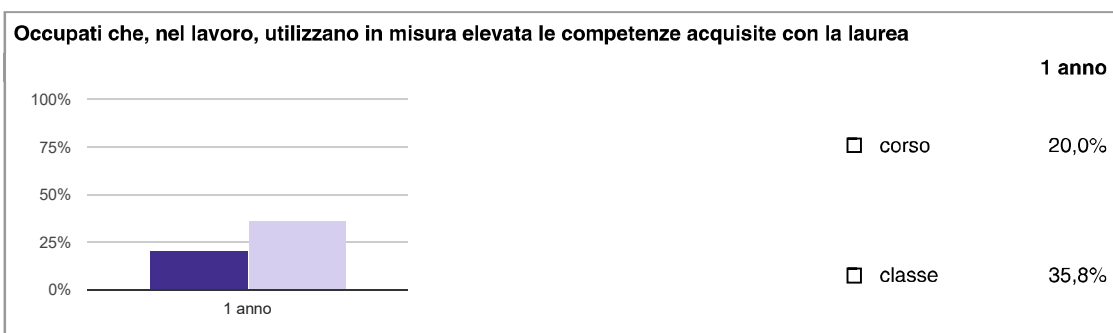 Occupati che, nel lavoro, utilizzano in misura elevata le competenze acquisite con la laurea
1 anno
100%
75%
50%
25%
0%
1 anno
corso 20,0%
classe 35,8%